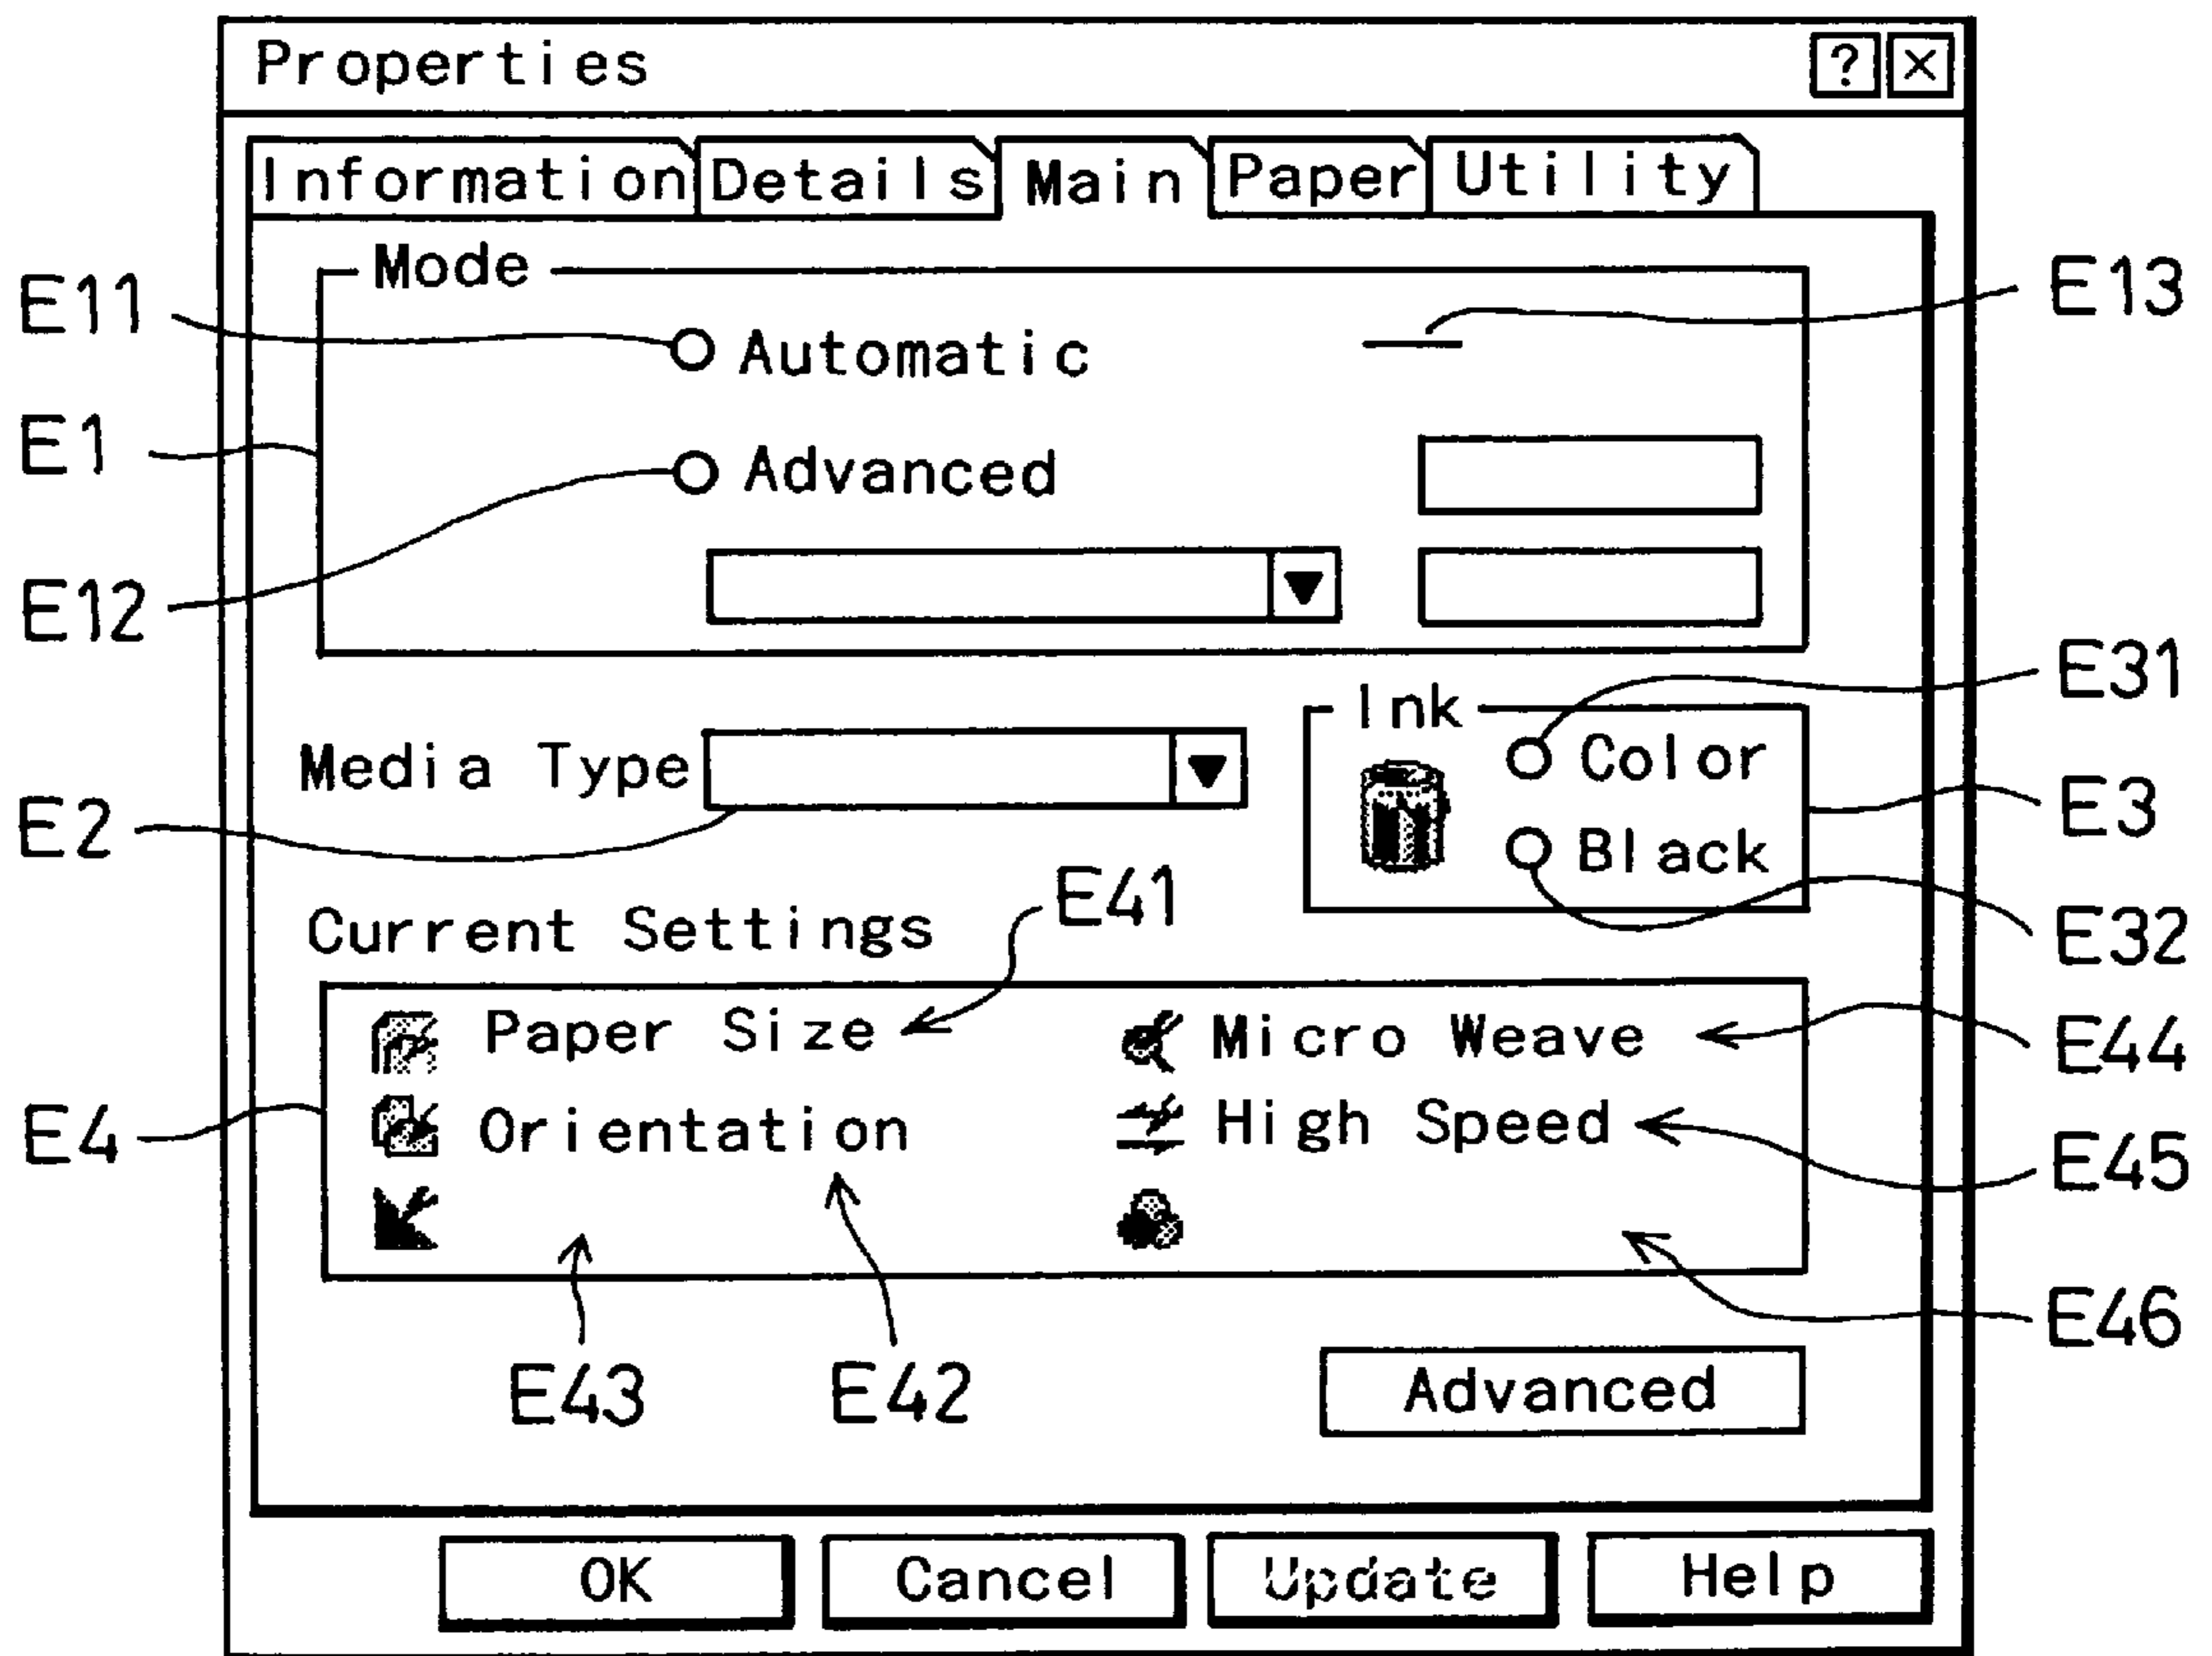 Properties ? ×
Information Details Main Paper Utility
Mode
E11 Automatic E13
E1 Advanced
E12
E31
Ink
Media Type Color
E2 E3
Black
E41
Current Settings E32
Paper Size Micro Weave E44
E4 Orientation High Speed E45
E46
E43 E42 Advanced
OK Cancel Update Help